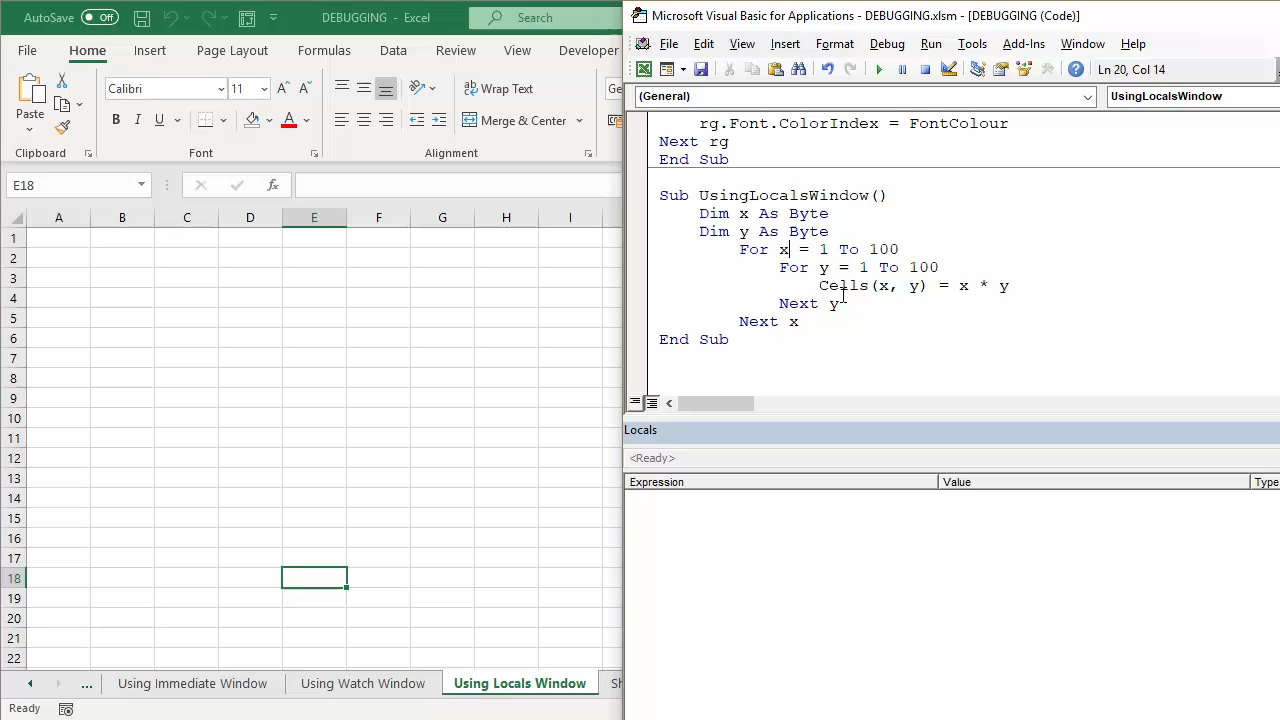 AutoSave Off DEBUGGING - Excel Search
File Home Insert Page Layout Formulas Data Review View Developer
Paste Calibri 11 A A Wrap Text Ge
B I U A Merge & Center
Clipboard Font Alignment
E18 fx
A B C D E F G H I
1
2
3
4
5
6
7
8
9
10
11
12
13
14
15
16
17
18
19
20
21
22
... Using Immediate Window Using Watch Window Using Locals Window Sh
Ready
Microsoft Visual Basic for Applications - DEBUGGING.xlsm - [DEBUGGING (Code)]
File Edit View Insert Format Debug Run Tools Add-Ins Window Help
Ln 20, Col 14
(General) UsingLocalsWindow
rg.Font.ColorIndex = FontColour
Next rg
End Sub
Sub UsingLocalsWindow()
Dim x As Byte
Dim y As Byte
For x = 1 To 100
For y = 1 To 100
Cells(x, y) = x * y
Next y
Next x
End Sub
Locals
<Ready>
Expression Value Type